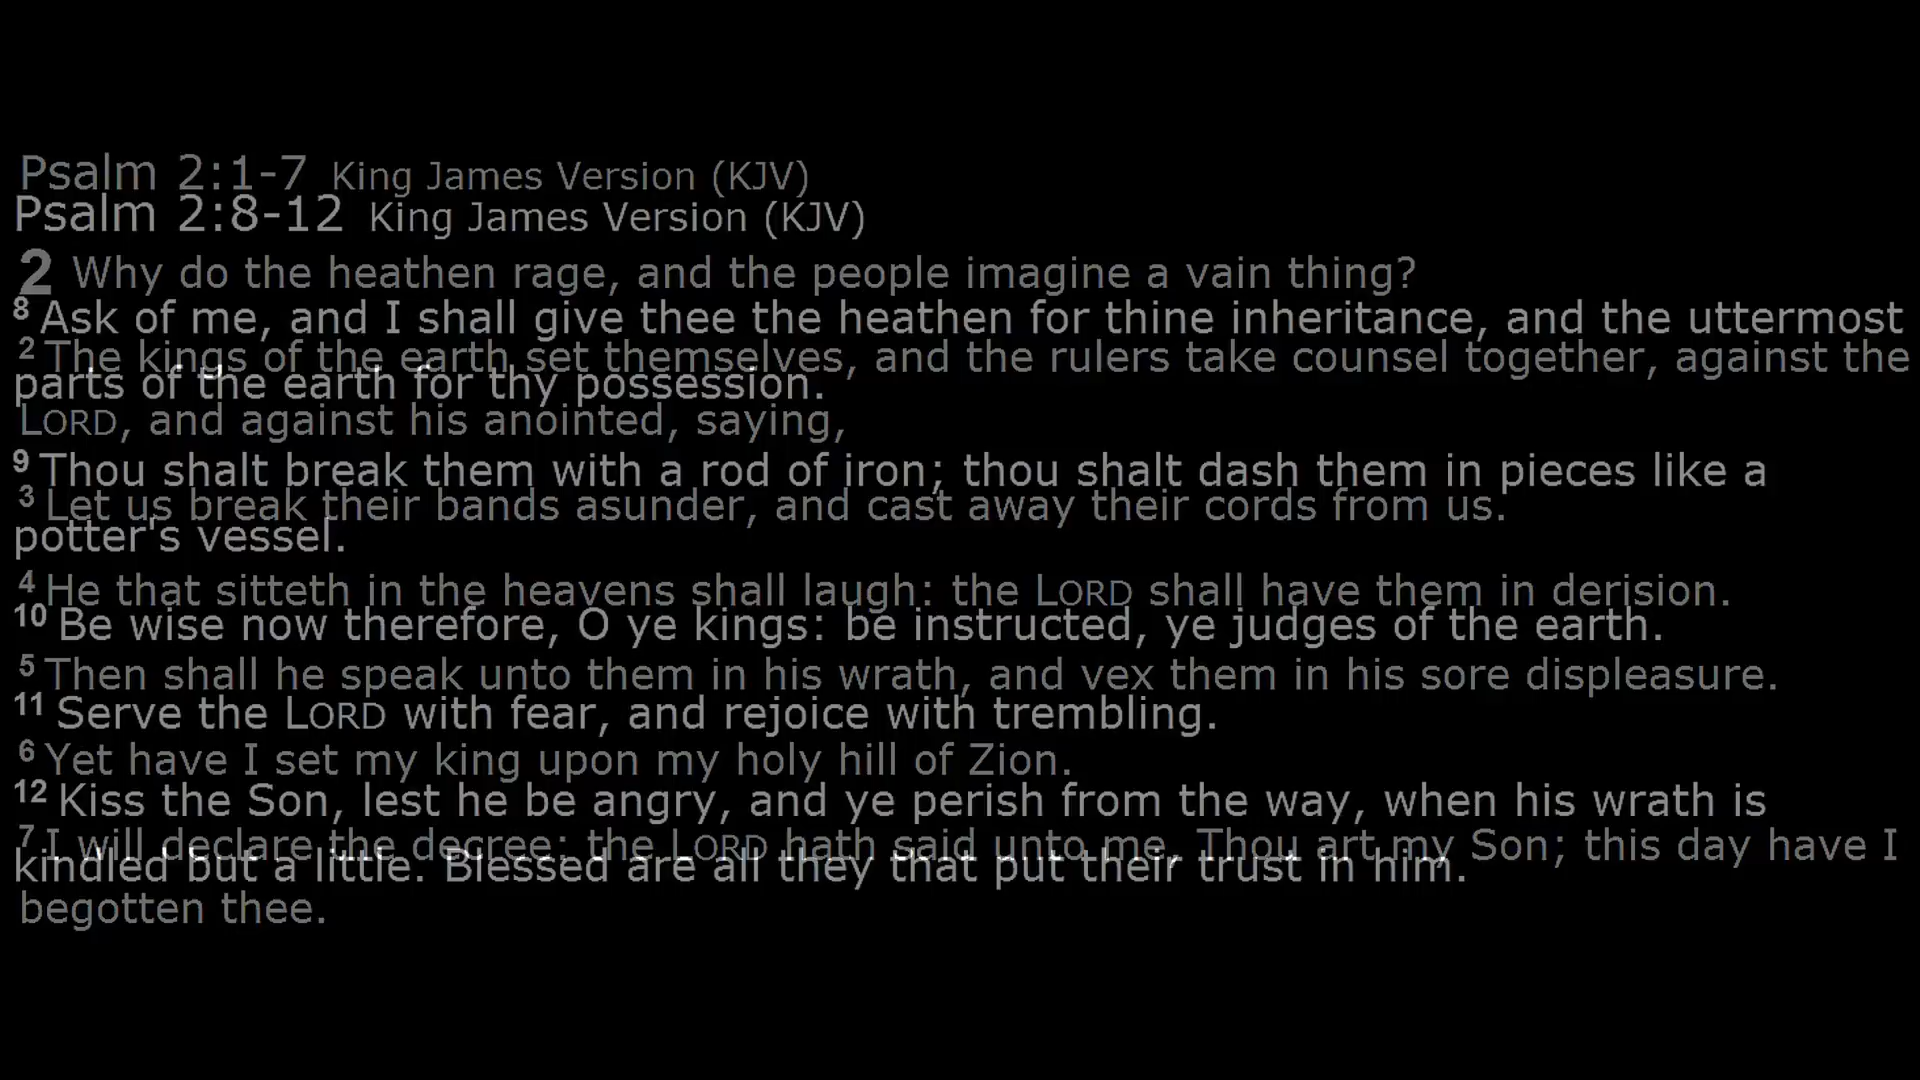 Psalm 2:1-7 King James Version (KJV)
Psalm 2:8-12 King James Version (KJV)
2 Why do the heathen rage, and the people imagine a vain thing?
8 Ask of me, and I shall give thee the heathen for thine inheritance, and the uttermost
2 The kings of the earth set themselves, and the rulers take counsel together, against the
parts of the earth for thy possession.
LORD, and against his anointed, saying,
9 Thou shalt break them with a rod of iron; thou shalt dash them in pieces like a
3 Let us break their bands asunder, and cast away their cords from us.
potter's vessel.
4 He that sitteth in the heavens shall laugh: the LORD shall have them in derision.
10 Be wise now therefore, O ye kings: be instructed, ye judges of the earth.
5 Then shall he speak unto them in his wrath, and vex them in his sore displeasure.
11 Serve the LORD with fear, and rejoice with trembling.
6 Yet have I set my king upon my holy hill of Zion.
12 Kiss the Son, lest he be angry, and ye perish from the way, when his wrath is
7 I will declare the decree: the LORD hath said unto me, Thou art my Son; this day have I
kindled but a little. Blessed are all they that put their trust in him.
begotten thee.